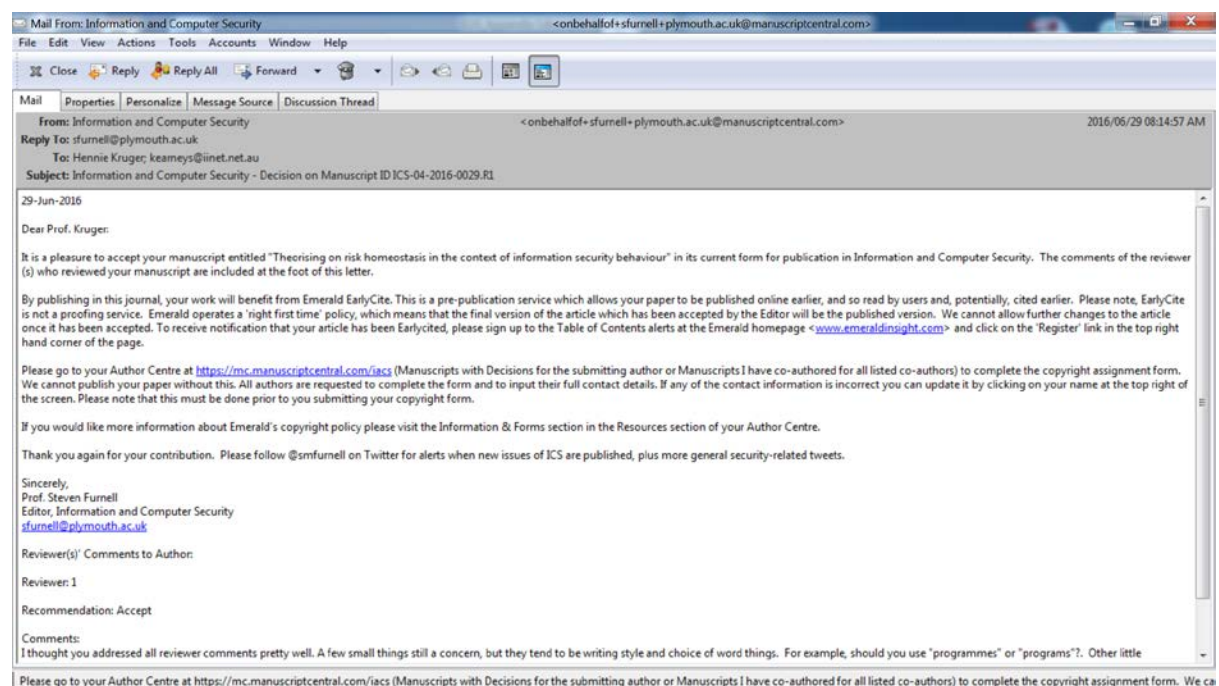 Mail From: Information and Computer Security <onbehalfof+sfurnell+plymouth.ac.uk@manuscriptcentral.com>
File Edit View Actions Tools Accounts Window Help
Close Reply Reply All Forward
Mail Properties Personalize Message Source Discussion Thread
From: Information and Computer Security <onbehalfof+sfurnell+plymouth.ac.uk@manuscriptcentral.com> 2016/06/29 08:14:57 AM
Reply To: sfurnell@plymouth.ac.uk
To: Hennie Kruger; kearneys@iinet.net.au
Subject: Information and Computer Security - Decision on Manuscript ID ICS-04-2016-0029.R1
29-Jun-2016
Dear Prof. Kruger:
It is a pleasure to accept your manuscript entitled "Theorising on risk homeostasis in the context of information security behaviour" in its current form for publication in Information and Computer Security. The comments of the reviewer
(s) who reviewed your manuscript are included at the foot of this letter.
By publishing in this journal, your work will benefit from Emerald EarlyCite. This is a pre-publication service which allows your paper to be published online earlier, and so read by users and, potentially, cited earlier. Please note, EarlyCite
is not a proofing service. Emerald operates a 'right first time' policy, which means that the final version of the article which has been accepted by the Editor will be the published version. We cannot allow further changes to the article
once it has been accepted. To receive notification that your article has been Earlycited, please sign up to the Table of Contents alerts at the Emerald homepage <www.emeraldinsight.com> and click on the 'Register' link in the top right
hand corner of the page.
Please go to your Author Centre at https://mc.manuscriptcentral.com/iacs (Manuscripts with Decisions for the submitting author or Manuscripts I have co-authored for all listed co-authors) to complete the copyright assignment form.
We cannot publish your paper without this. All authors are requested to complete the form and to input their full contact details. If any of the contact information is incorrect you can update it by clicking on your name at the top right of
the screen. Please note that this must be done prior to you submitting your copyright form.
If you would like more information about Emerald's copyright policy please visit the Information & Forms section in the Resources section of your Author Centre.
Thank you again for your contribution. Please follow @smfurnell on Twitter for alerts when new issues of ICS are published, plus more general security-related tweets.
Sincerely,
Prof. Steven Furnell
Editor, Information and Computer Security
sfurnell@plymouth.ac.uk
Reviewer(s)' Comments to Author:
Reviewer: 1
Recommendation: Accept
Comments:
I thought you addressed all reviewer comments pretty well. A few small things still a concern, but they tend to be writing style and choice of word things. For example, should you use "programmes" or "programs"?. Other little
Please go to your Author Centre at https://mc.manuscriptcentral.com/iacs (Manuscripts with Decisions for the submitting author or Manuscripts I have co-authored for all listed co-authors) to complete the copyright assignment form. We ca